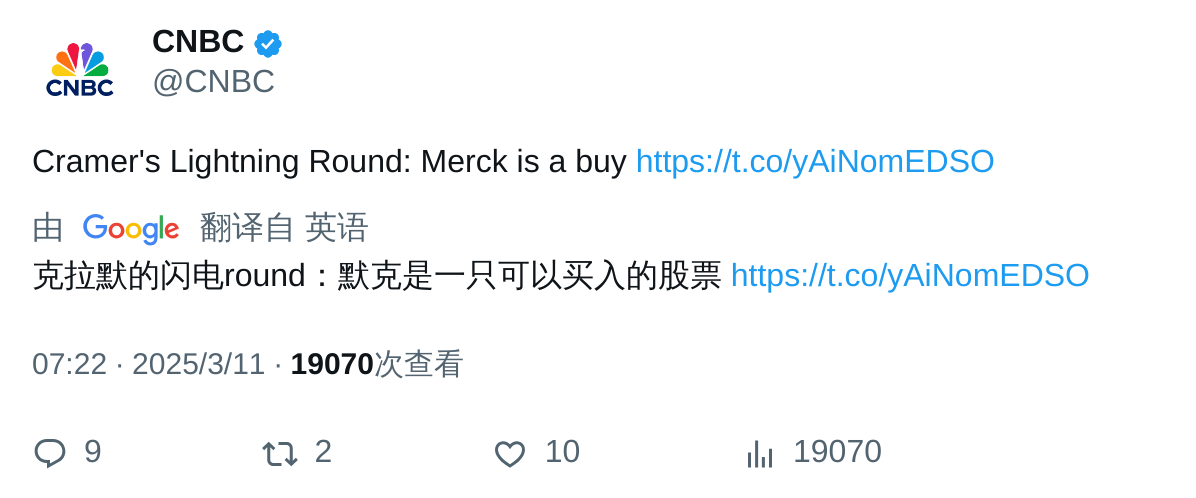 CNBC
CNBC
@CNBC
Cramer's Lightning Round: Merck is a buy https://t.co/yAiNomEDSO
由 Google 翻译自 英语
克拉默的闪电round：默克是一只可以买入的股票 https://t.co/yAiNomEDSO
07:22 · 2025/3/11 · 19070次查看
9 2 10 19070